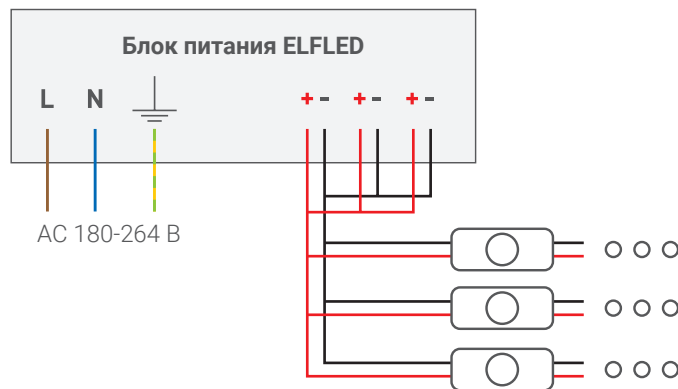 Блок питания ELFLED
L N + - + - + -
AC 180-264 В